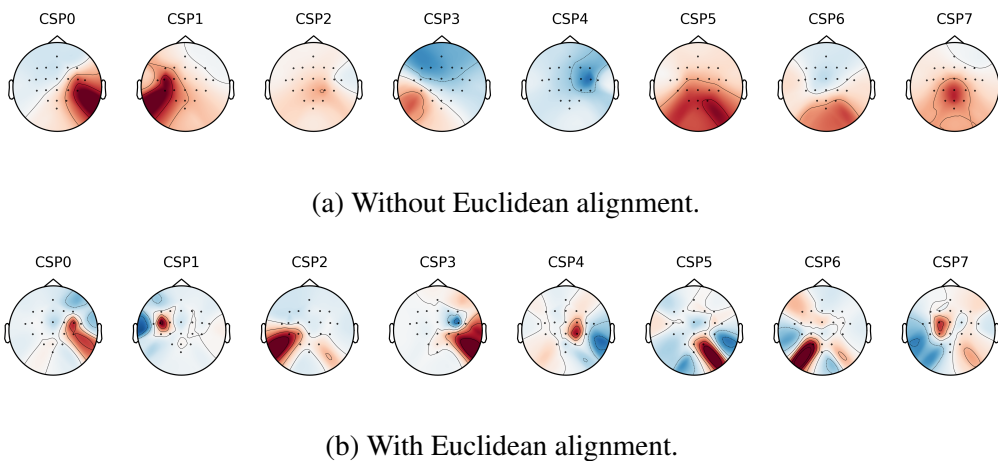 CSP0 CSP1 CSP2 CSP3 CSP4 CSP5 CSP6 CSP7
(a) Without Euclidean alignment.
CSP0 CSP1 CSP2 CSP3 CSP4 CSP5 CSP6 CSP7
(b) With Euclidean alignment.